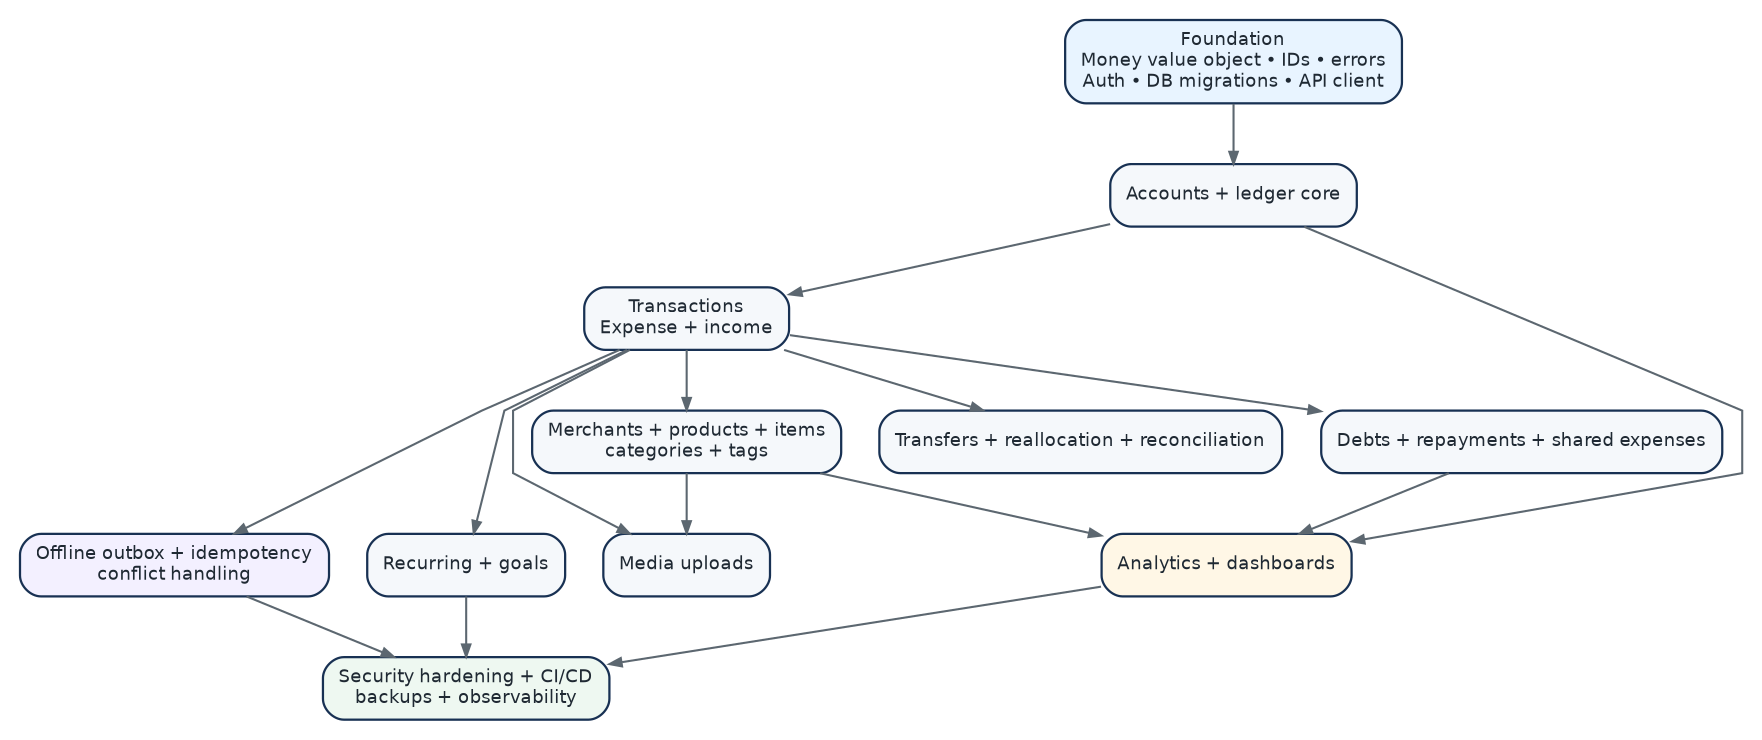 Foundation
Money value object • IDs • errors
Auth • DB migrations • API client
Accounts + ledger core
Transactions
Expense + income
Merchants + products + items
categories + tags
Transfers + reallocation + reconciliation
Debts + repayments + shared expenses
Offline outbox + idempotency
conflict handling
Recurring + goals
Media uploads
Analytics + dashboards
Security hardening + CI/CD
backups + observability